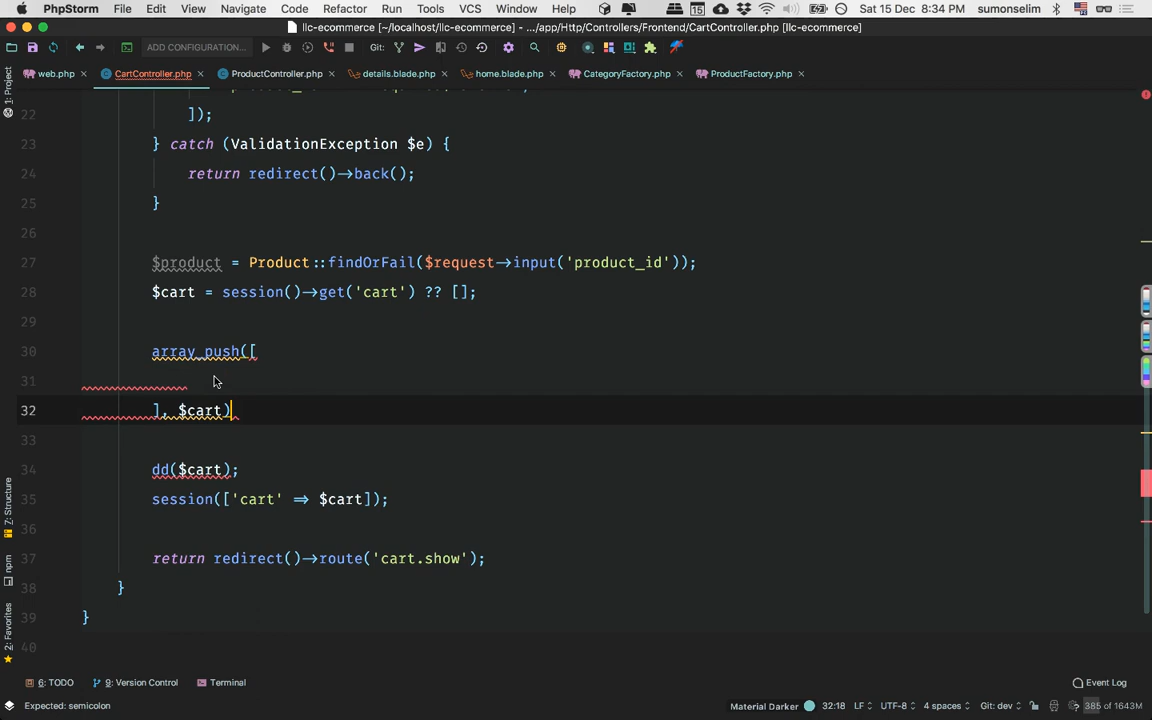 PhpStorm File Edit View Navigate Code Refactor Run Tools VCS Window Help Sat 15 Dec 8:34 PM sumonselim
llc-ecommerce [~/localhost/llc-ecommerce] - .../app/Http/Controllers/Frontend/CartController.php [llc-ecommerce]
ADD CONFIGURATION... Git:
web.php CartController.php ProductController.php details.blade.php home.blade.php CategoryFactory.php ProductFactory.php
1: Project
22 ]);
23 } catch (ValidationException $e) {
24 return redirect()→back();
25 }
26
27 $product = Product::findOrFail($request→input('product_id'));
28 $cart = session()→get('cart') ?? [];
29
30 array_push([
31
32 ], $cart)
33
34 dd($cart);
35 session(['cart' ⇒ $cart]);
36
37 return redirect()→route('cart.show');
38 }
39 }
40
7: Structure
npm
2: Favorites
6: TODO 9: Version Control Terminal Event Log
Expected: semicolon Material Darker 32:18 LF UTF-8 4 spaces Git: dev 385 of 1643M